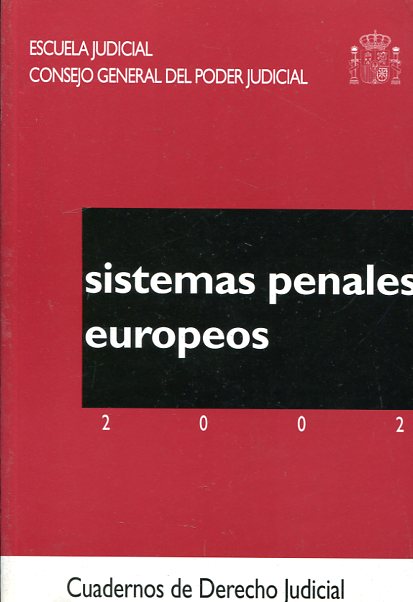 ESCUELA JUDICIAL
CONSEJO GENERAL DEL PODER JUDICIAL
sistemas penales
europeos
2 0 0 2
Cuadernos de Derecho Judicial